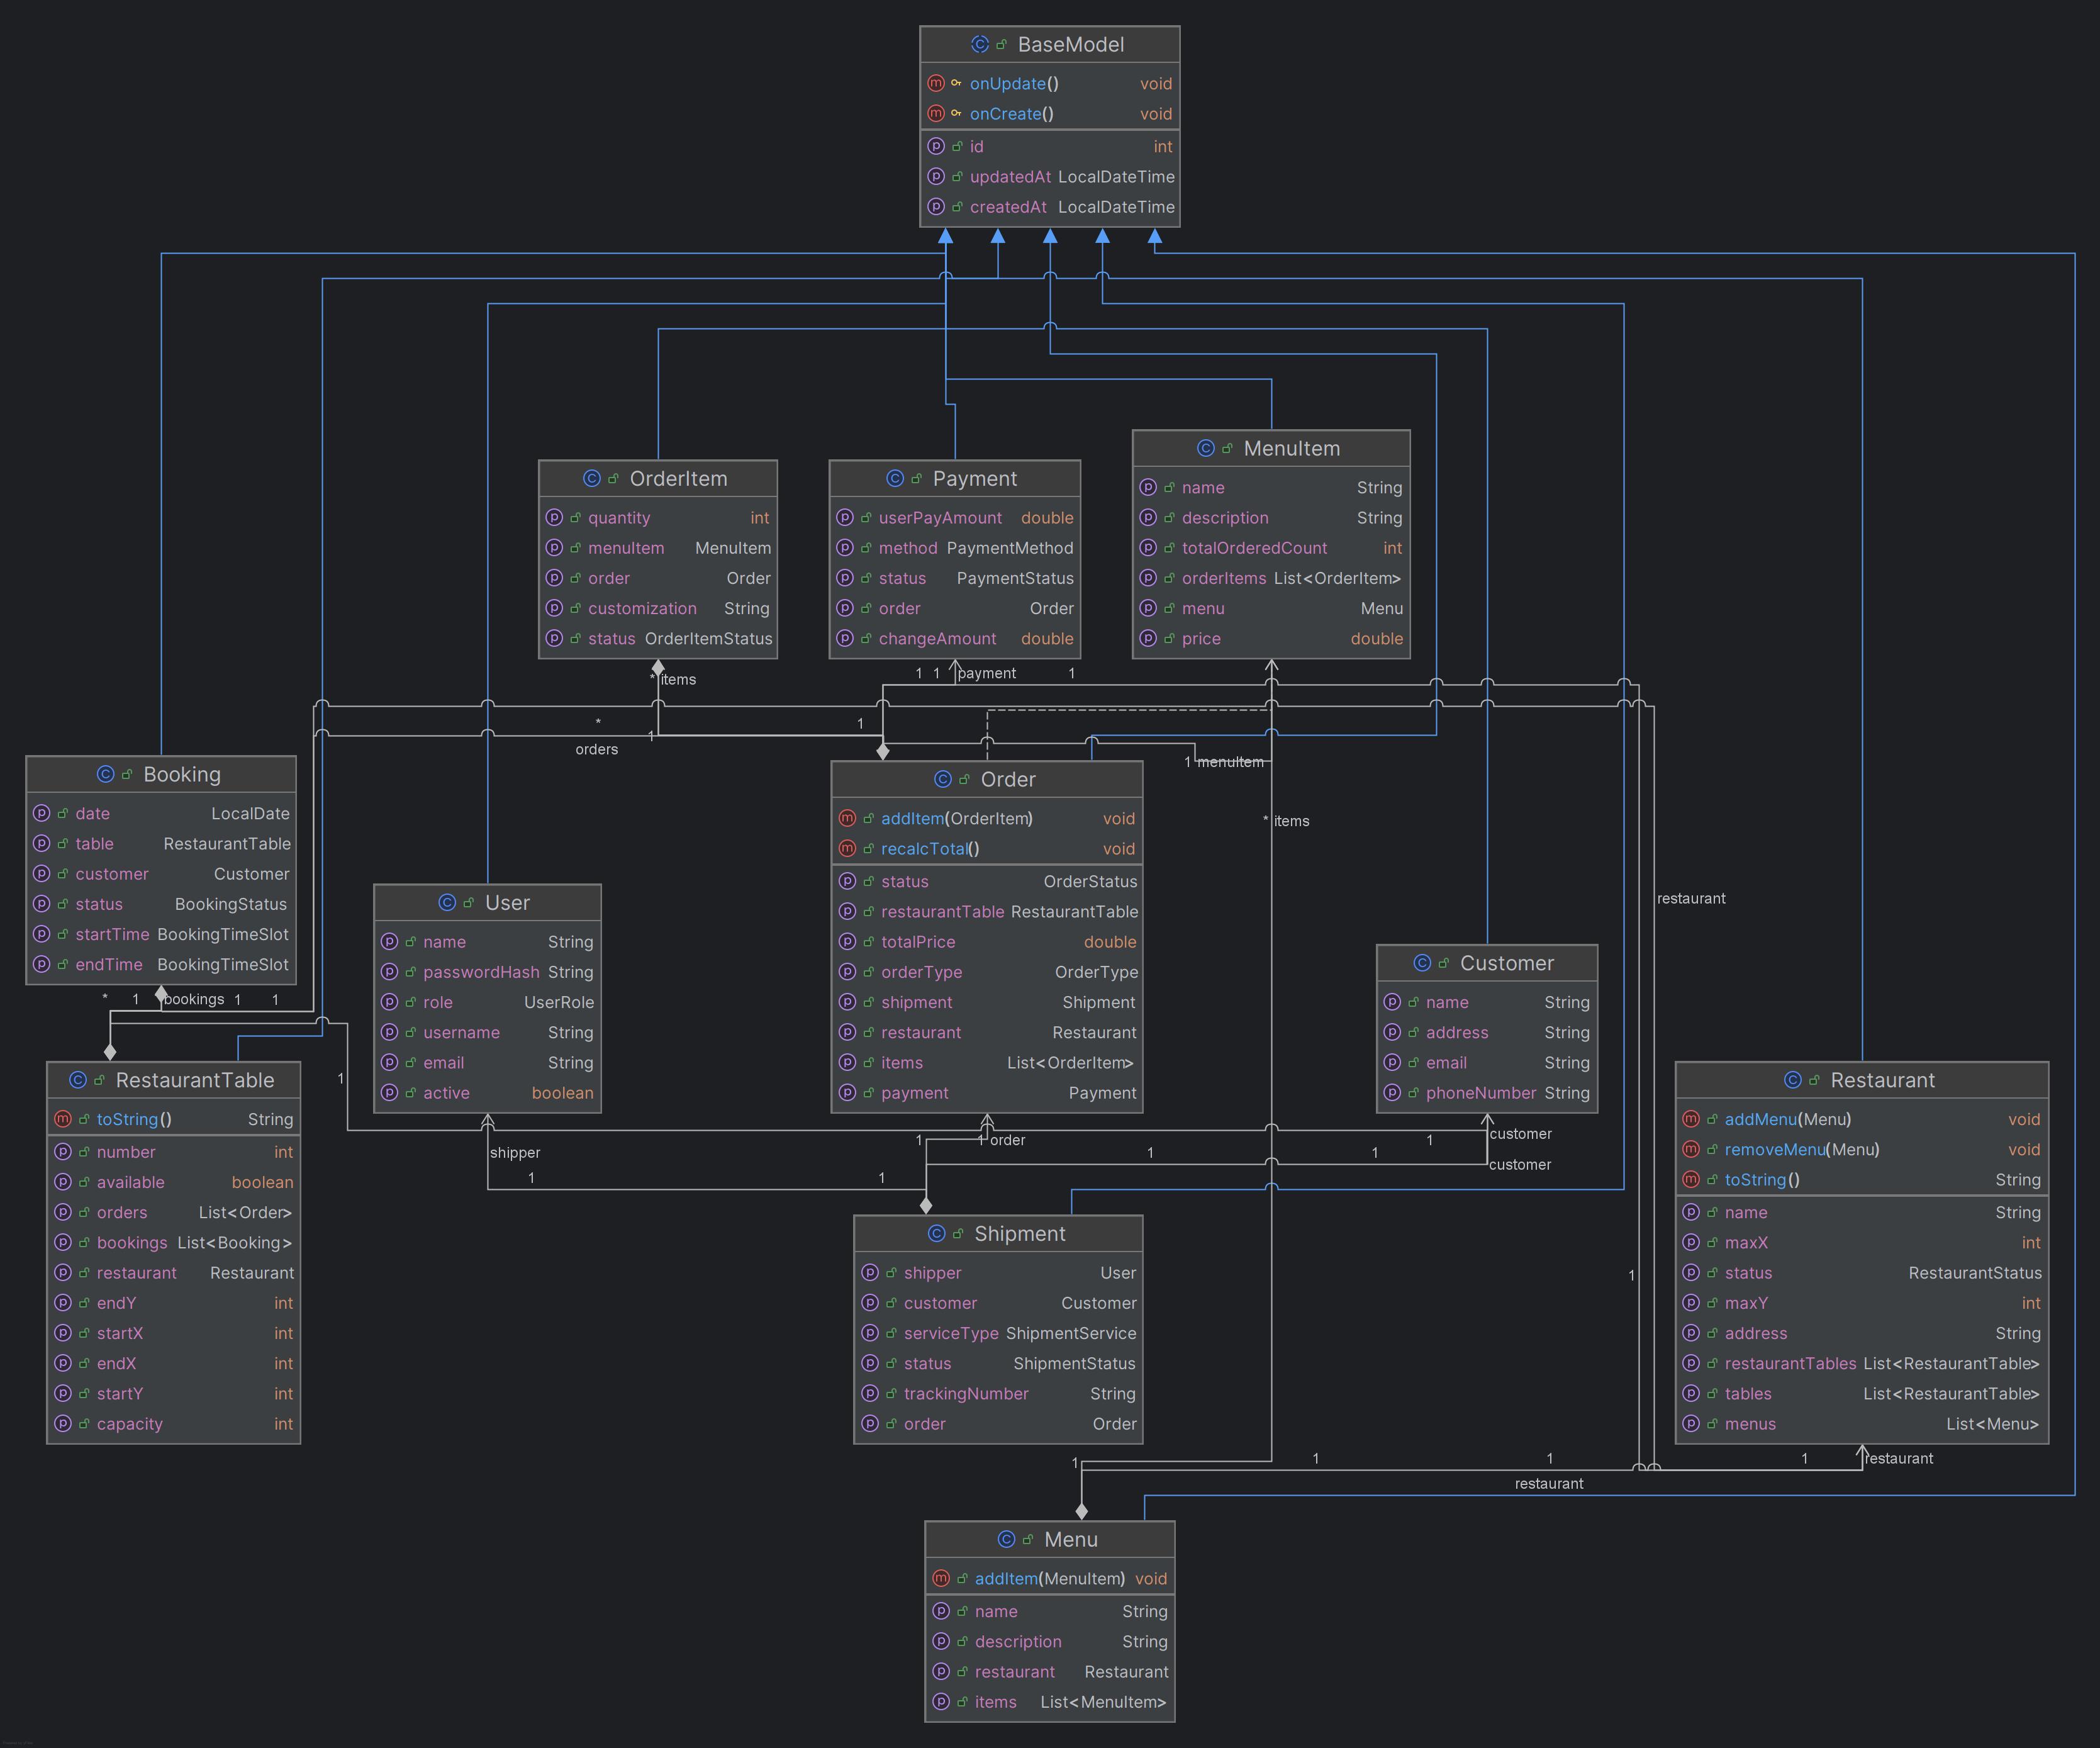 BaseModel
onUpdate() void
onCreate() void
id int
updatedAt LocalDateTime
createdAt LocalDateTime
OrderItem
quantity int
menuItem MenuItem
order Order
customization String
status OrderItemStatus
Payment
userPayAmount double
method PaymentMethod
status PaymentStatus
order Order
changeAmount double
MenuItem
name String
description String
totalOrderedCount int
orderItems List<OrderItem>
menu Menu
price double
* items
1 1 payment 1
* 1
1
orders
1 menuItem
* items
Booking
date LocalDate
table RestaurantTable
customer Customer
status BookingStatus
startTime BookingTimeSlot
endTime BookingTimeSlot
* 1 bookings 1 1
User
name String
passwordHash String
role UserRole
username String
email String
active boolean
Order
addItem(OrderItem) void
recalcTotal() void
status OrderStatus
restaurantTable RestaurantTable
totalPrice double
orderType OrderType
shipment Shipment
restaurant Restaurant
items List<OrderItem>
payment Payment
restaurant
Customer
name String
address String
email String
phoneNumber String
RestaurantTable
toString() String
number int
available boolean
orders List<Order>
bookings List<Booking>
restaurant Restaurant
endY int
startX int
endX int
startY int
capacity int
1
shipper
1 1
1 1 order
1 customer
1 1 customer
Restaurant
addMenu(Menu) void
removeMenu(Menu) void
toString() String
name String
maxX int
status RestaurantStatus
maxY int
address String
restaurantTables List<RestaurantTable>
tables List<RestaurantTable>
menus List<Menu>
Shipment
shipper User
customer Customer
serviceType ShipmentService
status ShipmentStatus
trackingNumber String
order Order
1
1 1 1 1 restaurant
restaurant
Menu
addItem(MenuItem) void
name String
description String
restaurant Restaurant
items List<MenuItem>